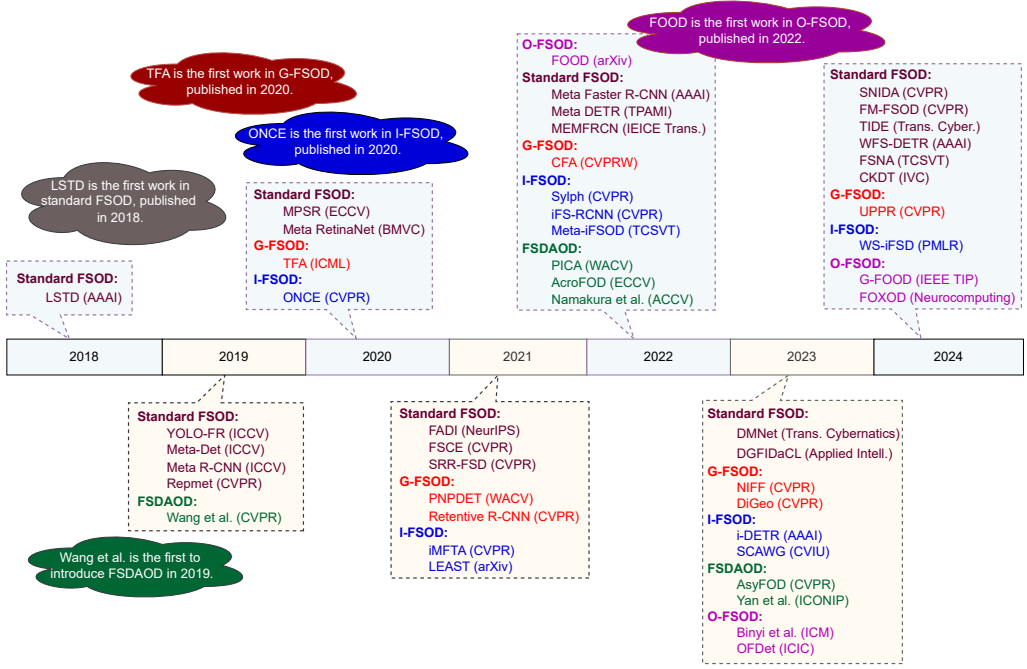 FOOD is the first work in O-FSOD,
published in 2022.
TFA is the first work in G-FSOD,
published in 2020.
ONCE is the first work in I-FSOD,
published in 2020.
LSTD is the first work in
standard FSOD, published
in 2018.
Standard FSOD:
LSTD (AAAI)
Standard FSOD:
MPSR (ECCV)
Meta RetinaNet (BMVC)
G-FSOD:
TFA (ICML)
I-FSOD:
ONCE (CVPR)
O-FSOD:
FOOD (arXiv)
Standard FSOD:
Meta Faster R-CNN (AAAI)
Meta DETR (TPAMI)
MEMFRCN (IEICE Trans.)
G-FSOD:
CFA (CVPRW)
I-FSOD:
Sylph (CVPR)
iFS-RCNN (CVPR)
Meta-iFSOD (TCSVT)
FSDAOD:
PICA (WACV)
AcroFOD (ECCV)
Namakura et al. (ACCV)
Standard FSOD:
SNIDA (CVPR)
FM-FSOD (CVPR)
TIDE (Trans. Cyber.)
WFS-DETR (AAAI)
FSNA (TCSVT)
CKDT (IVC)
G-FSOD:
UPPR (CVPR)
I-FSOD:
WS-iFSD (PMLR)
O-FSOD:
G-FOOD (IEEE TIP)
FOXOD (Neurocomputing)
2018
2019
2020
2021
2022
2023
2024
Standard FSOD:
YOLO-FR (ICCV)
Meta-Det (ICCV)
Meta R-CNN (ICCV)
Repmet (CVPR)
FSDAOD:
Wang et al. (CVPR)
Wang et al. is the first to
introduce FSDAOD in 2019.
Standard FSOD:
FADI (NeurIPS)
FSCE (CVPR)
SRR-FSD (CVPR)
G-FSOD:
PNPDET (WACV)
Retentive R-CNN (CVPR)
I-FSOD:
iMFTA (CVPR)
LEAST (arXiv)
Standard FSOD:
DMNet (Trans. Cybernatics)
DGFIDaCL (Applied Intell.)
G-FSOD:
NIFF (CVPR)
DiGeo (CVPR)
I-FSOD:
i-DETR (AAAI)
SCAWG (CVIU)
FSDAOD:
AsyFOD (CVPR)
Yan et al. (ICONIP)
O-FSOD:
Binyi et al. (ICM)
OFDet (ICIC)